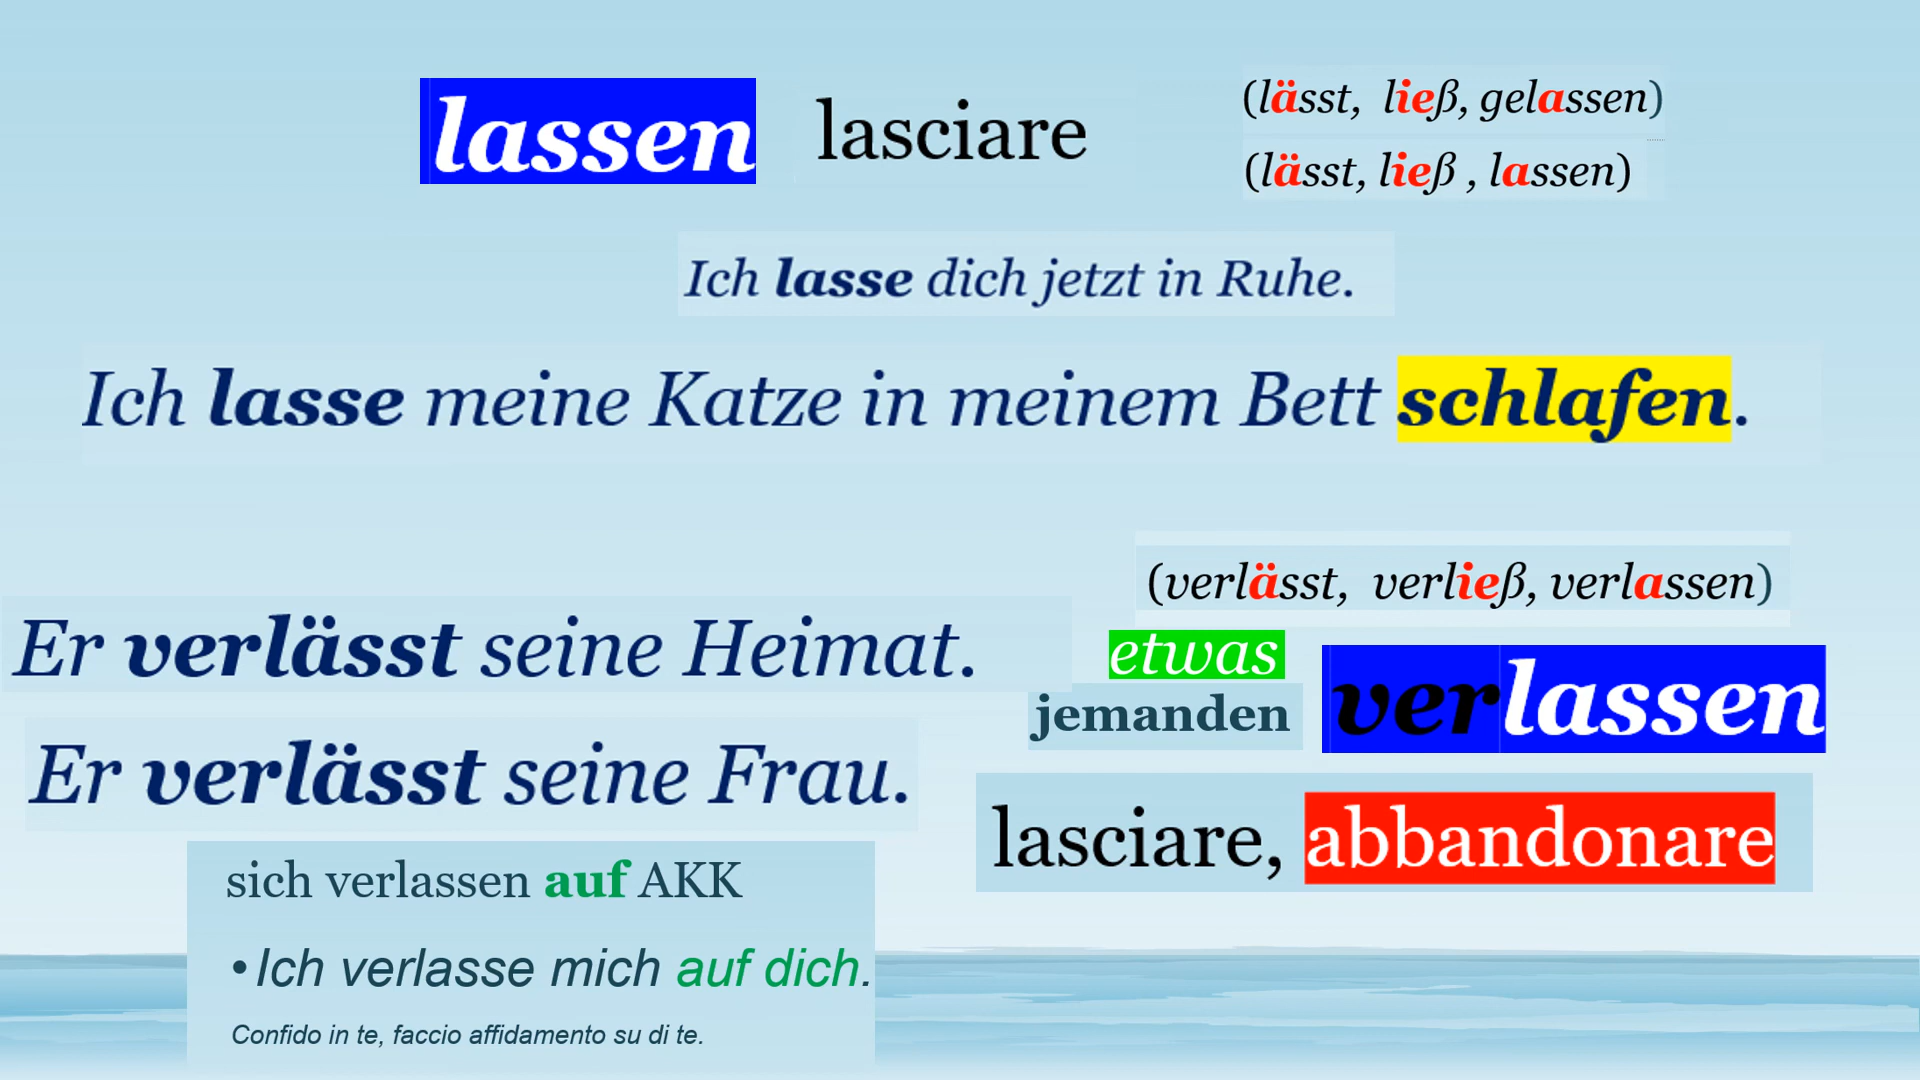 lassen lasciare
(lässt, ließ, gelassen)
(lässt, ließ , lassen)
Ich lasse dich jetzt in Ruhe.
Ich lasse meine Katze in meinem Bett schlafen.
(verlässt, verließ, verlassen)
Er verlässt seine Heimat.
etwas
jemanden
verlassen
Er verlässt seine Frau.
lasciare, abbandonare
sich verlassen auf AKK
•Ich verlasse mich auf dich.
Confido in te, faccio affidamento su di te.